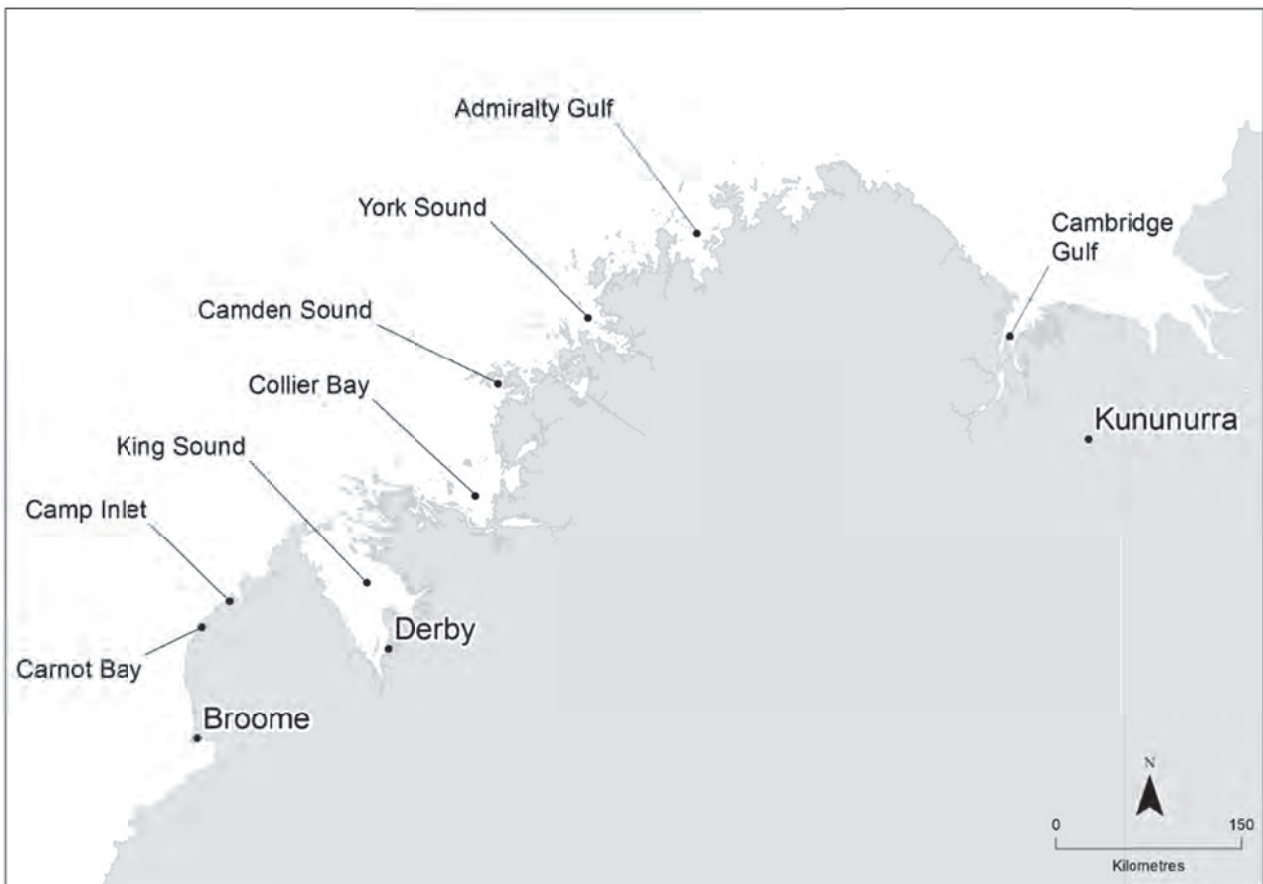 Admiralty Gulf
York Sound
Cambridge
Gulf
Camden Sound
Collier Bay
Kununurra
King Sound
Camp Inlet
Derby
Carnot Bay
Broome
N
0 150
Kilometres